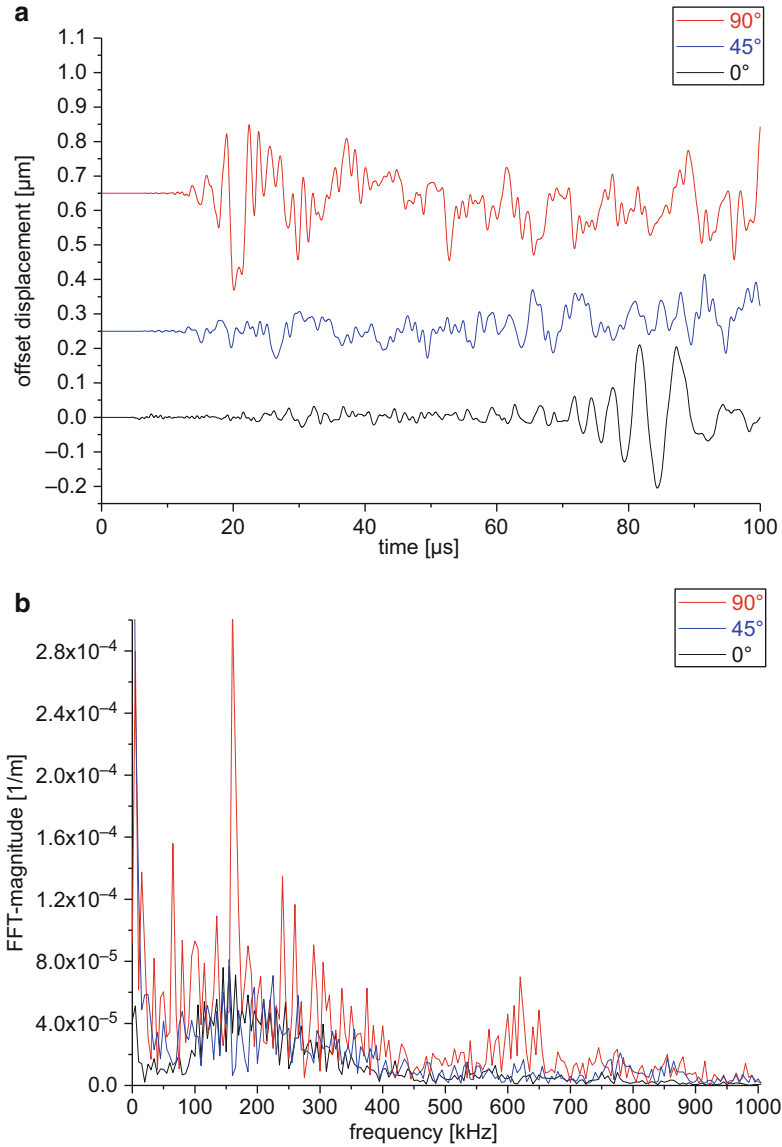 a
90°
45°
0°
1.1
1.0
0.9
0.8
0.7
0.6
0.5
0.4
0.3
0.2
0.1
0.0
–0.1
–0.2
offset displacement [µm]
0 20 40 60 80 100
time [µs]
b
90°
45°
0°
2.8x10⁻⁴
2.4x10⁻⁴
2.0x10⁻⁴
1.6x10⁻⁴
1.2x10⁻⁴
8.0x10⁻⁵
4.0x10⁻⁵
0.0
FFT-magnitude [1/m]
0 100 200 300 400 500 600 700 800 900 1000
frequency [kHz]